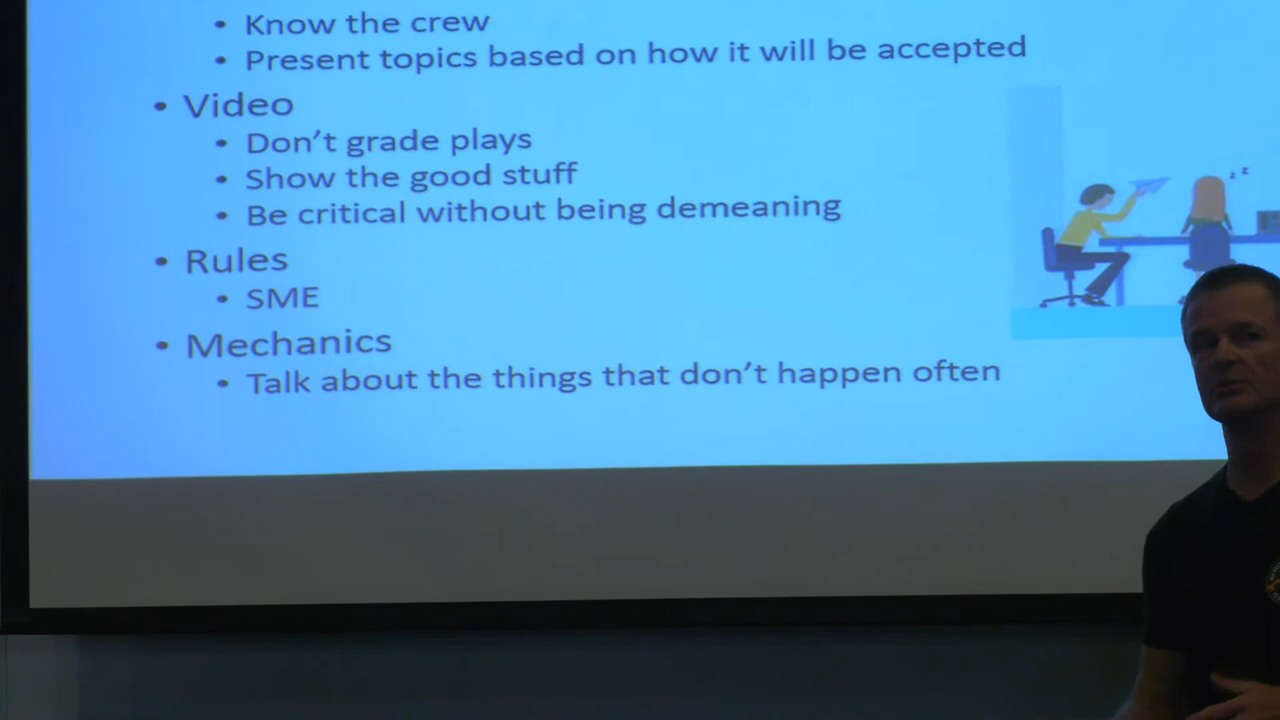 • Know the crew
• Present topics based on how it will be accepted
• Video
• Don't grade plays
• Show the good stuff
• Be critical without being demeaning
• Rules
• SME
• Mechanics
• Talk about the things that don't happen often
z z